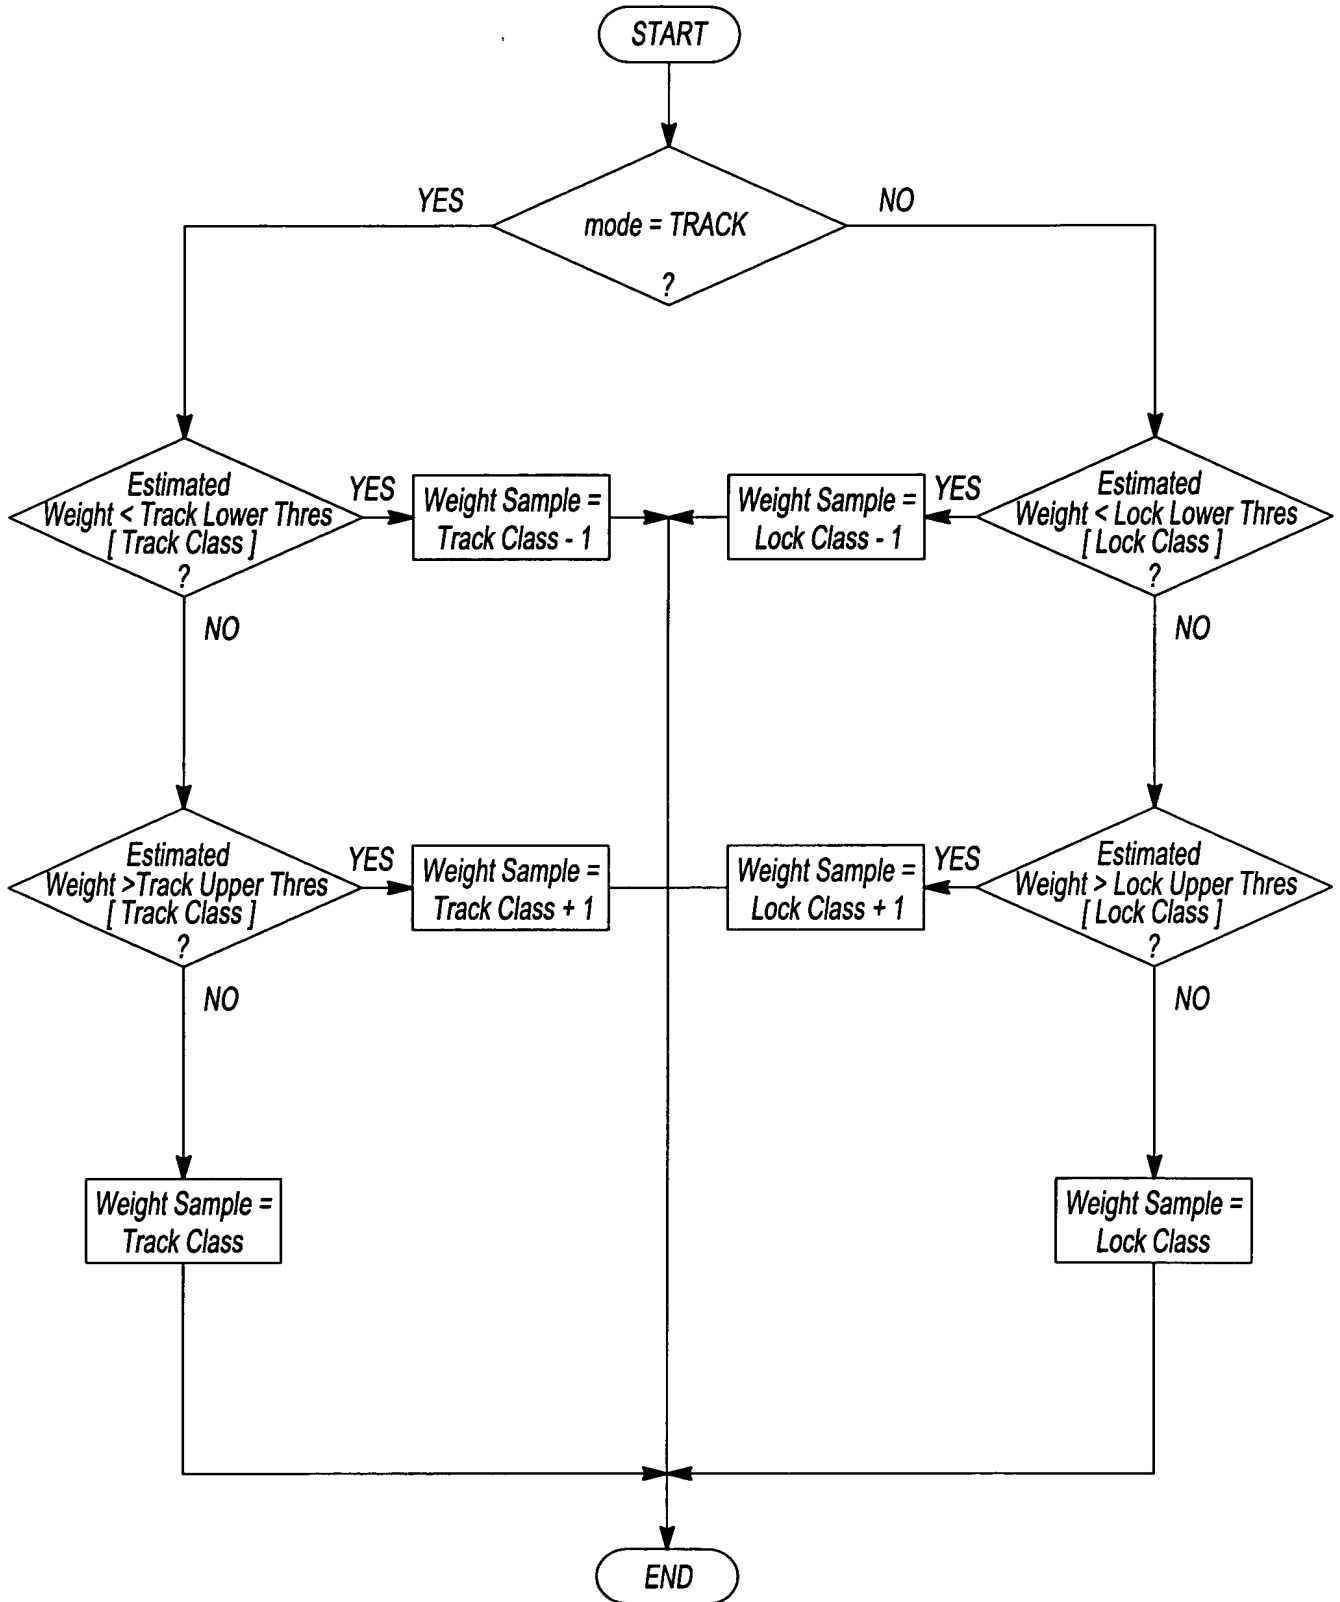 START
YES
NO
mode = TRACK
?
Estimated
Weight < Track Lower Thres
[ Track Class ]
?
YES
Weight Sample =
Track Class - 1
Weight Sample =
Lock Class - 1
YES
Estimated
Weight < Lock Lower Thres
[ Lock Class ]
?
NO
NO
Estimated
Weight >Track Upper Thres
[ Track Class ]
?
YES
Weight Sample =
Track Class + 1
Weight Sample =
Lock Class + 1
YES
Estimated
Weight > Lock Upper Thres
[ Lock Class ]
?
NO
NO
Weight Sample =
Track Class
Weight Sample =
Lock Class
END